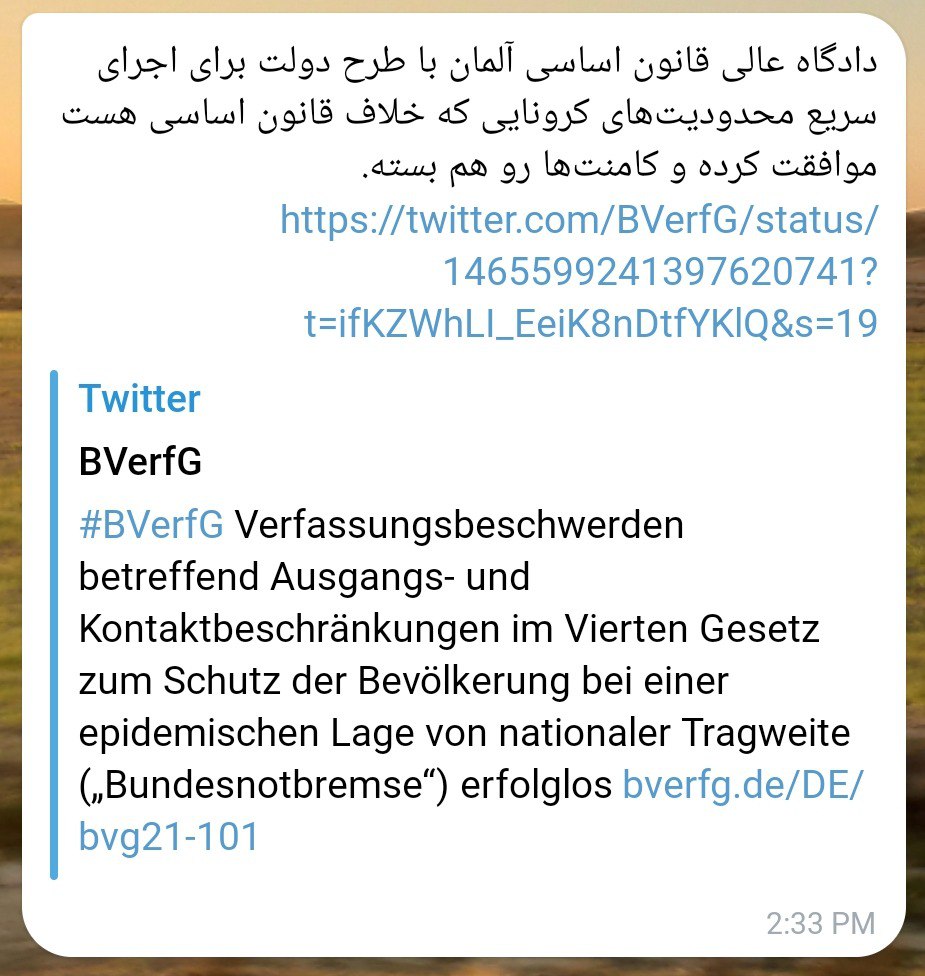 دادگاه عالی قانون اساسی آلمان با طرح دولت برای اجرای
سریع محدودیت‌های کرونایی که خلاف قانون اساسی هست
موافقت کرده و کامنت‌ها رو هم بسته.
https://twitter.com/BVerfG/status/
1465599241397620741?
t=ifKZWhLI_EeiK8nDtfYKlQ&s=19
Twitter
BVerfG
#BVerfG Verfassungsbeschwerden
betreffend Ausgangs- und
Kontaktbeschränkungen im Vierten Gesetz
zum Schutz der Bevölkerung bei einer
epidemischen Lage von nationaler Tragweite
(„Bundesnotbremse“) erfolglos bverfg.de/DE/
bvg21-101
2:33 PM